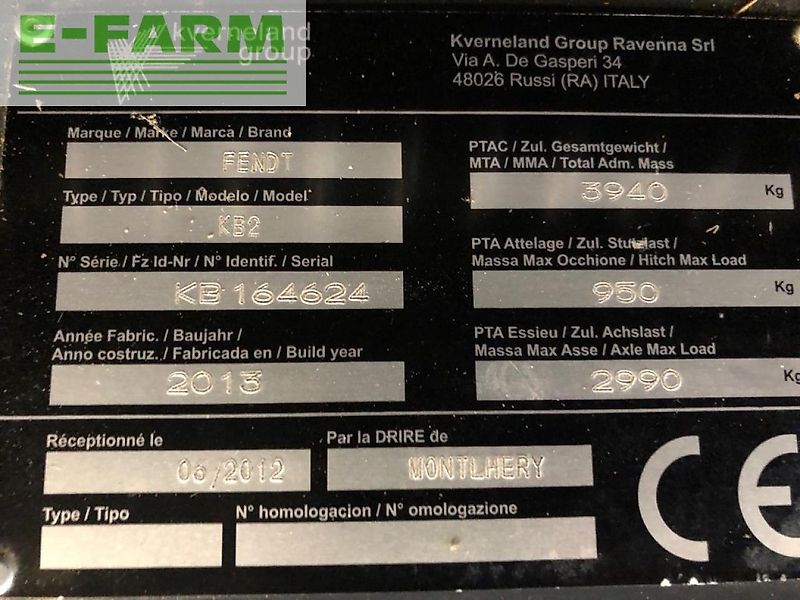 E-FARM
kverneland
group
Kverneland Group Ravenna Srl
Via A. De Gasperi 34
48026 Russi (RA) ITALY
Marque / Marke / Marca / Brand
FENDT
Type / Typ / Tipo / Modelo / Model
KB2
N° Série / Fz Id-Nr / N° Identif. / Serial
KB164624
Année Fabric. / Baujahr /
Anno costruz. / Fabricada en / Build year
2013
PTAC / Zul. Gesamtgewicht /
MTA / MMA / Total Adm. Mass
3940 Kg
PTA Attelage / Zul. Stutzlast /
Massa Max Occhione / Hitch Max Load
950 Kg
PTA Essieu / Zul. Achslast /
Massa Max Asse / Axle Max Load
2990 Kg
Réceptionné le
06/2012
Par la DRIRE de
MONTLHERY
Type / Tipo
N° homologacion / N° omologazione
CE